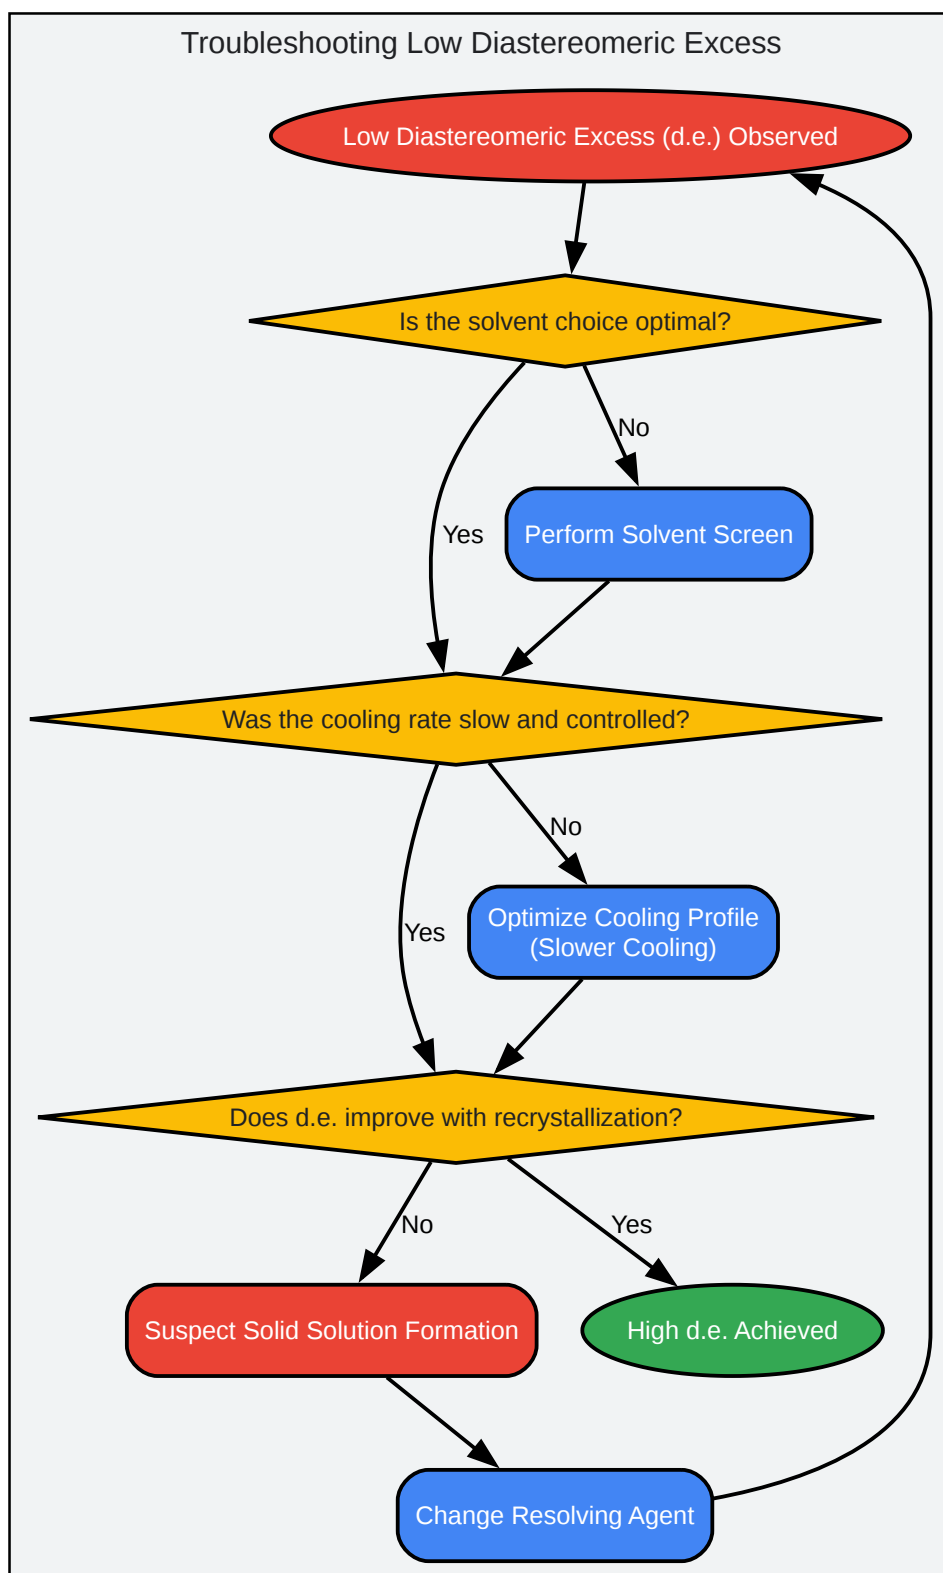 Troubleshooting Low Diastereomeric Excess
Low Diastereomeric Excess (d.e.) Observed
Is the solvent choice optimal?
No
Yes
Perform Solvent Screen
Was the cooling rate slow and controlled?
No
Yes
Optimize Cooling Profile
(Slower Cooling)
Does d.e. improve with recrystallization?
No
Yes
Suspect Solid Solution Formation
High d.e. Achieved
Change Resolving Agent